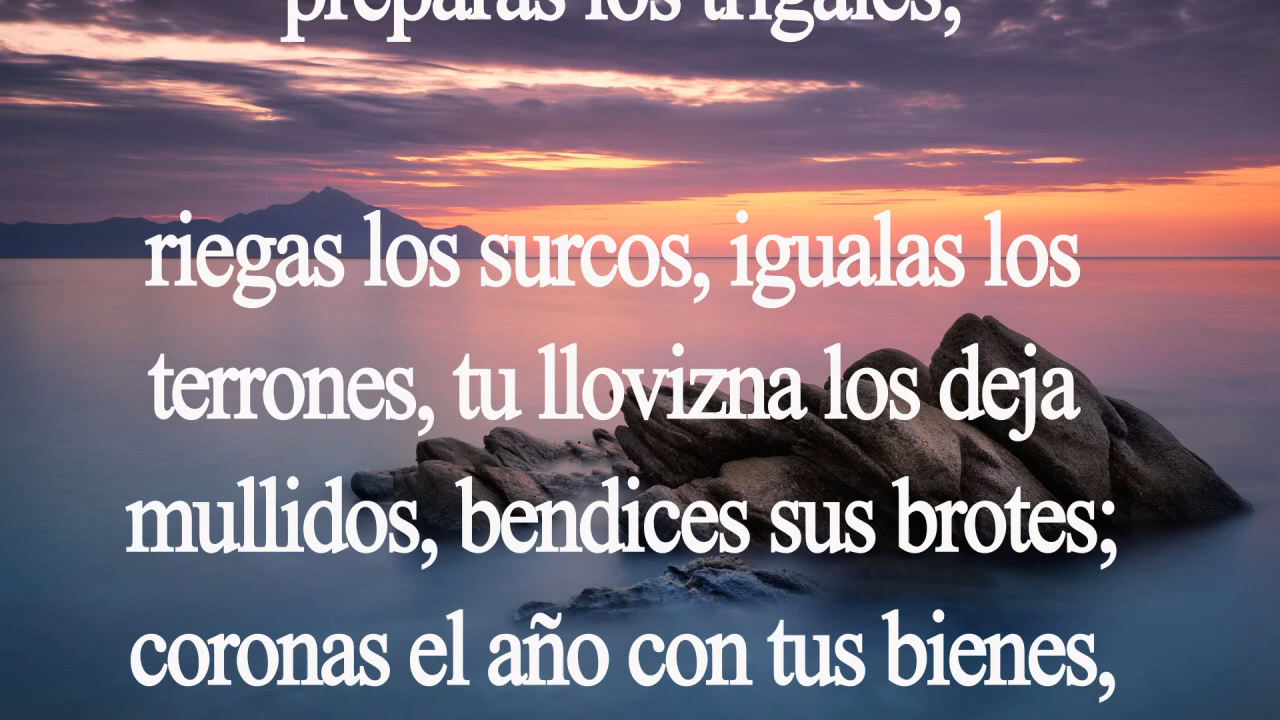 preparas los trigales;
riegas los surcos, igualas los
terrones, tu llovizna los deja
mullidos, bendices sus brotes;
coronas el año con tus bienes,